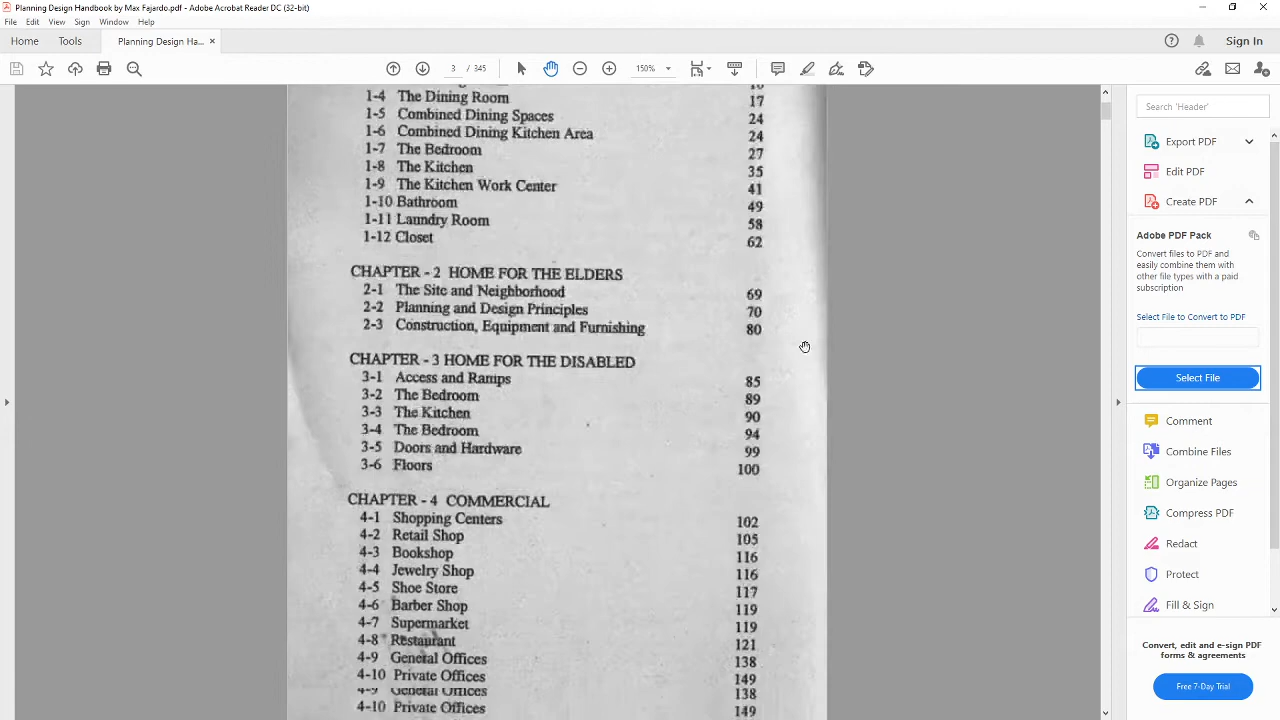 Planning Design Handbook by Max Fajardo.pdf - Adobe Acrobat Reader DC (32-bit)
File Edit View Sign Window Help
Home Tools Planning Design Ha... × Sign In
3 / 345 150%
1-4 The Dining Room 17
1-5 Combined Dining Spaces 24
1-6 Combined Dining Kitchen Area 24
1-7 The Bedroom 27
1-8 The Kitchen 35
1-9 The Kitchen Work Center 41
1-10 Bathroom 49
1-11 Laundry Room 58
1-12 Closet 62
CHAPTER - 2 HOME FOR THE ELDERS
2-1 The Site and Neighborhood 69
2-2 Planning and Design Principles 70
2-3 Construction, Equipment and Furnishing 80
CHAPTER - 3 HOME FOR THE DISABLED
3-1 Access and Ramps 85
3-2 The Bedroom 89
3-3 The Kitchen 90
3-4 The Bedroom 94
3-5 Doors and Hardware 99
3-6 Floors 100
CHAPTER - 4 COMMERCIAL
4-1 Shopping Centers 102
4-2 Retail Shop 105
4-3 Bookshop 116
4-4 Jewelry Shop 116
4-5 Shoe Store 117
4-6 Barber Shop 119
4-7 Supermarket 119
4-8 Restaurant 121
4-9 General Offices 138
4-10 Private Offices 149
4-9 General Offices 138
4-10 Private Offices 149
Search 'Header'
Export PDF
Edit PDF
Create PDF
Adobe PDF Pack
Convert files to PDF and
easily combine them with
other file types with a paid
subscription
Select File to Convert to PDF
Select File
Comment
Combine Files
Organize Pages
Compress PDF
Redact
Protect
Fill & Sign
Convert, edit and e-sign PDF
forms & agreements
Free 7-Day Trial